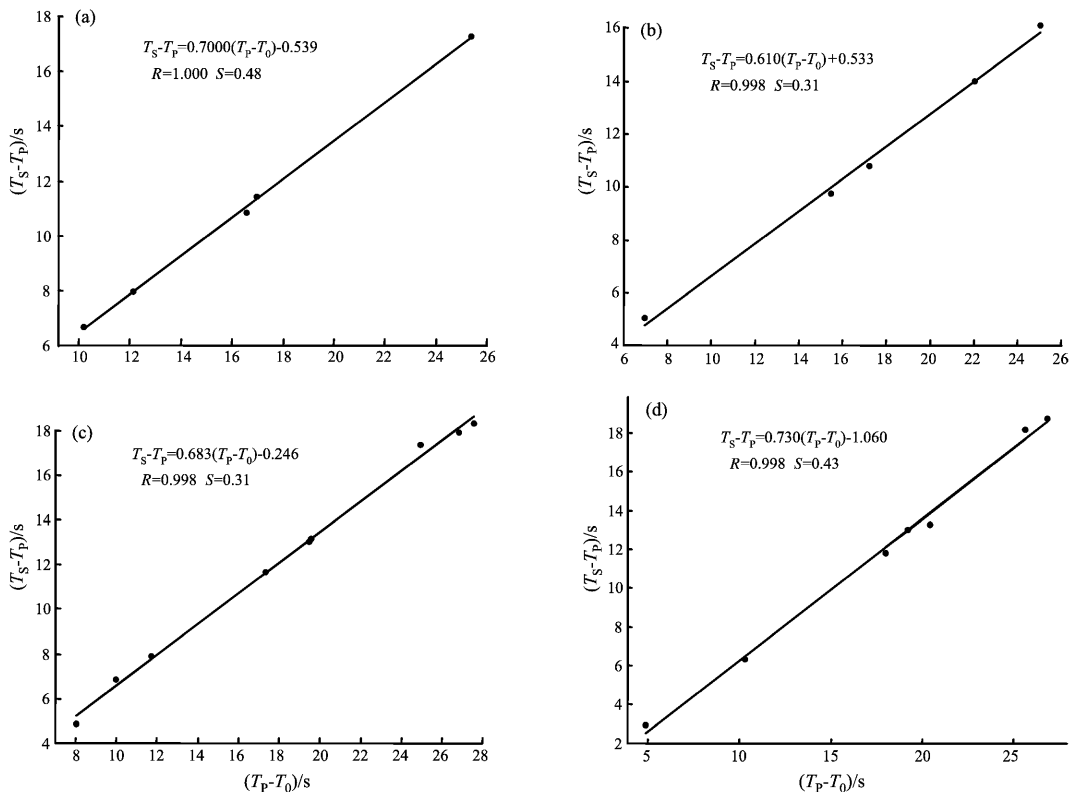 (a)
T_S-T_P=0.7000(T_P-T_0)-0.539
R=1.000 S=0.48
(T_S-T_P)/s
18
16
14
12
10
8
6
10 12 14 16 18 20 22 24 26
(b)
T_S-T_P=0.610(T_P-T_0)+0.533
R=0.998 S=0.31
(T_S-T_P)/s
16
14
12
10
8
6
4
6 8 10 12 14 16 18 20 22 24 26
(c)
T_S-T_P=0.683(T_P-T_0)-0.246
R=0.998 S=0.31
(T_S-T_P)/s
18
16
14
12
10
8
6
4
8 10 12 14 16 18 20 22 24 26 28
(T_P-T_0)/s
(d)
T_S-T_P=0.730(T_P-T_0)-1.060
R=0.998 S=0.43
(T_S-T_P)/s
18
16
14
12
10
8
6
4
2
5 10 15 20 25
(T_P-T_0)/s